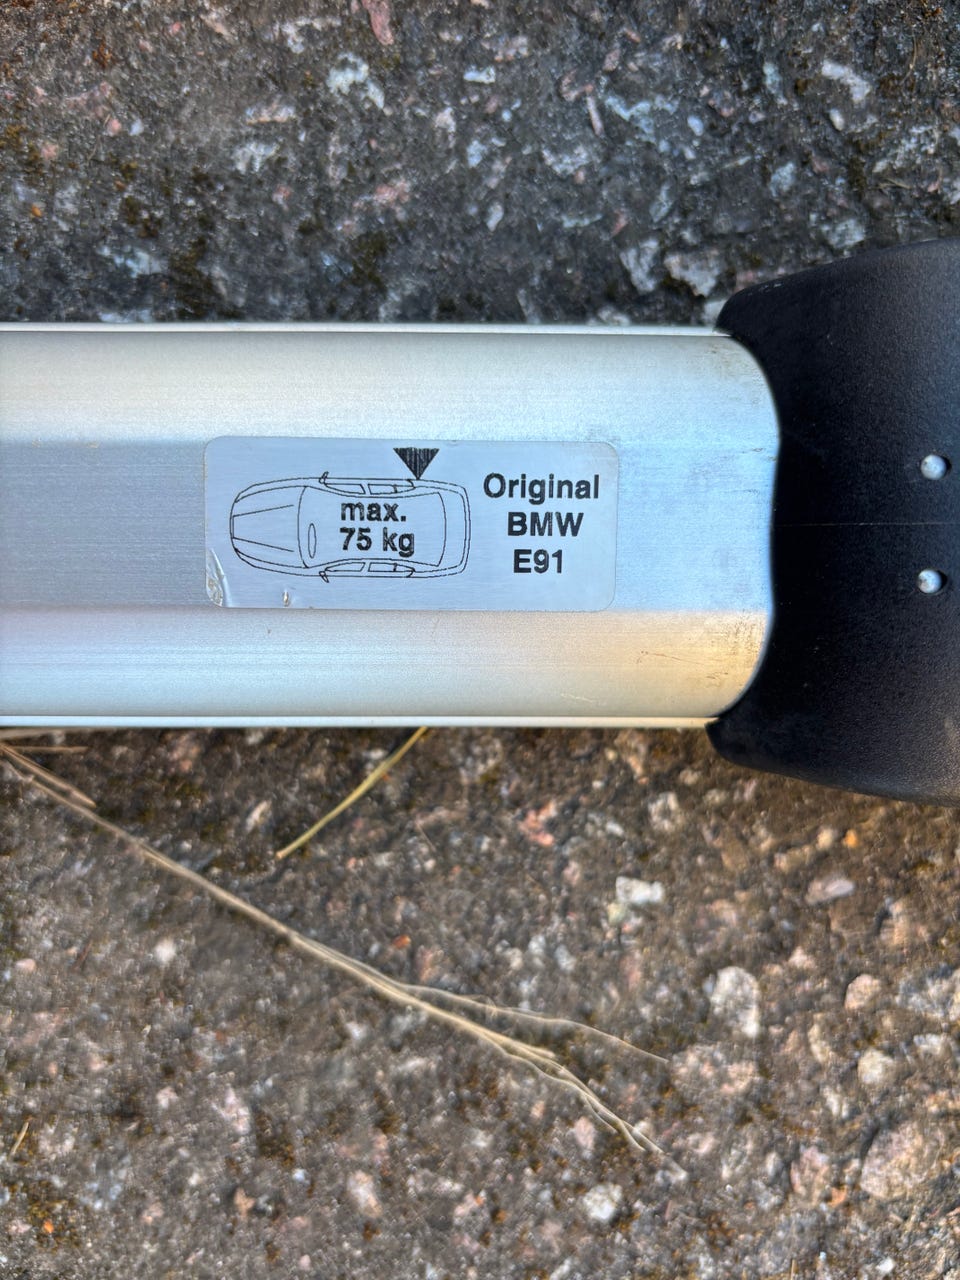 max.
75 kg
Original
BMW
E91